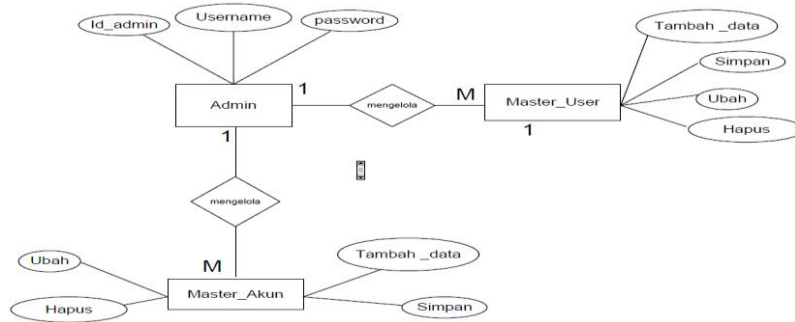 Id_admin
Username
password
Tambah _data
Simpan
Ubah
Hapus
Admin
1
mengelola
M
Master_User
1
1
mengelola
M
Ubah
Hapus
Master_Akun
Tambah _data
Simpan